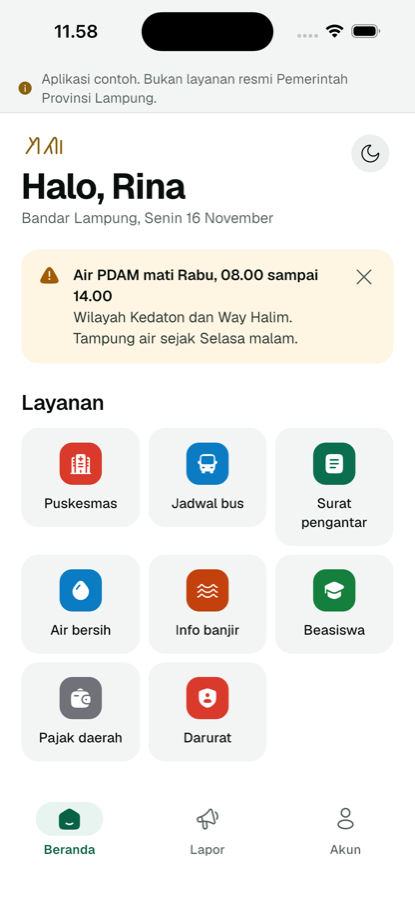 11.58
Aplikasi contoh. Bukan layanan resmi Pemerintah
Provinsi Lampung.
Halo, Rina
Bandar Lampung, Senin 16 November
Air PDAM mati Rabu, 08.00 sampai
14.00
Wilayah Kedaton dan Way Halim.
Tampung air sejak Selasa malam.
Layanan
Puskesmas
Jadwal bus
Surat
pengantar
Air bersih
Info banjir
Beasiswa
Pajak daerah
Darurat
Beranda
Lapor
Akun